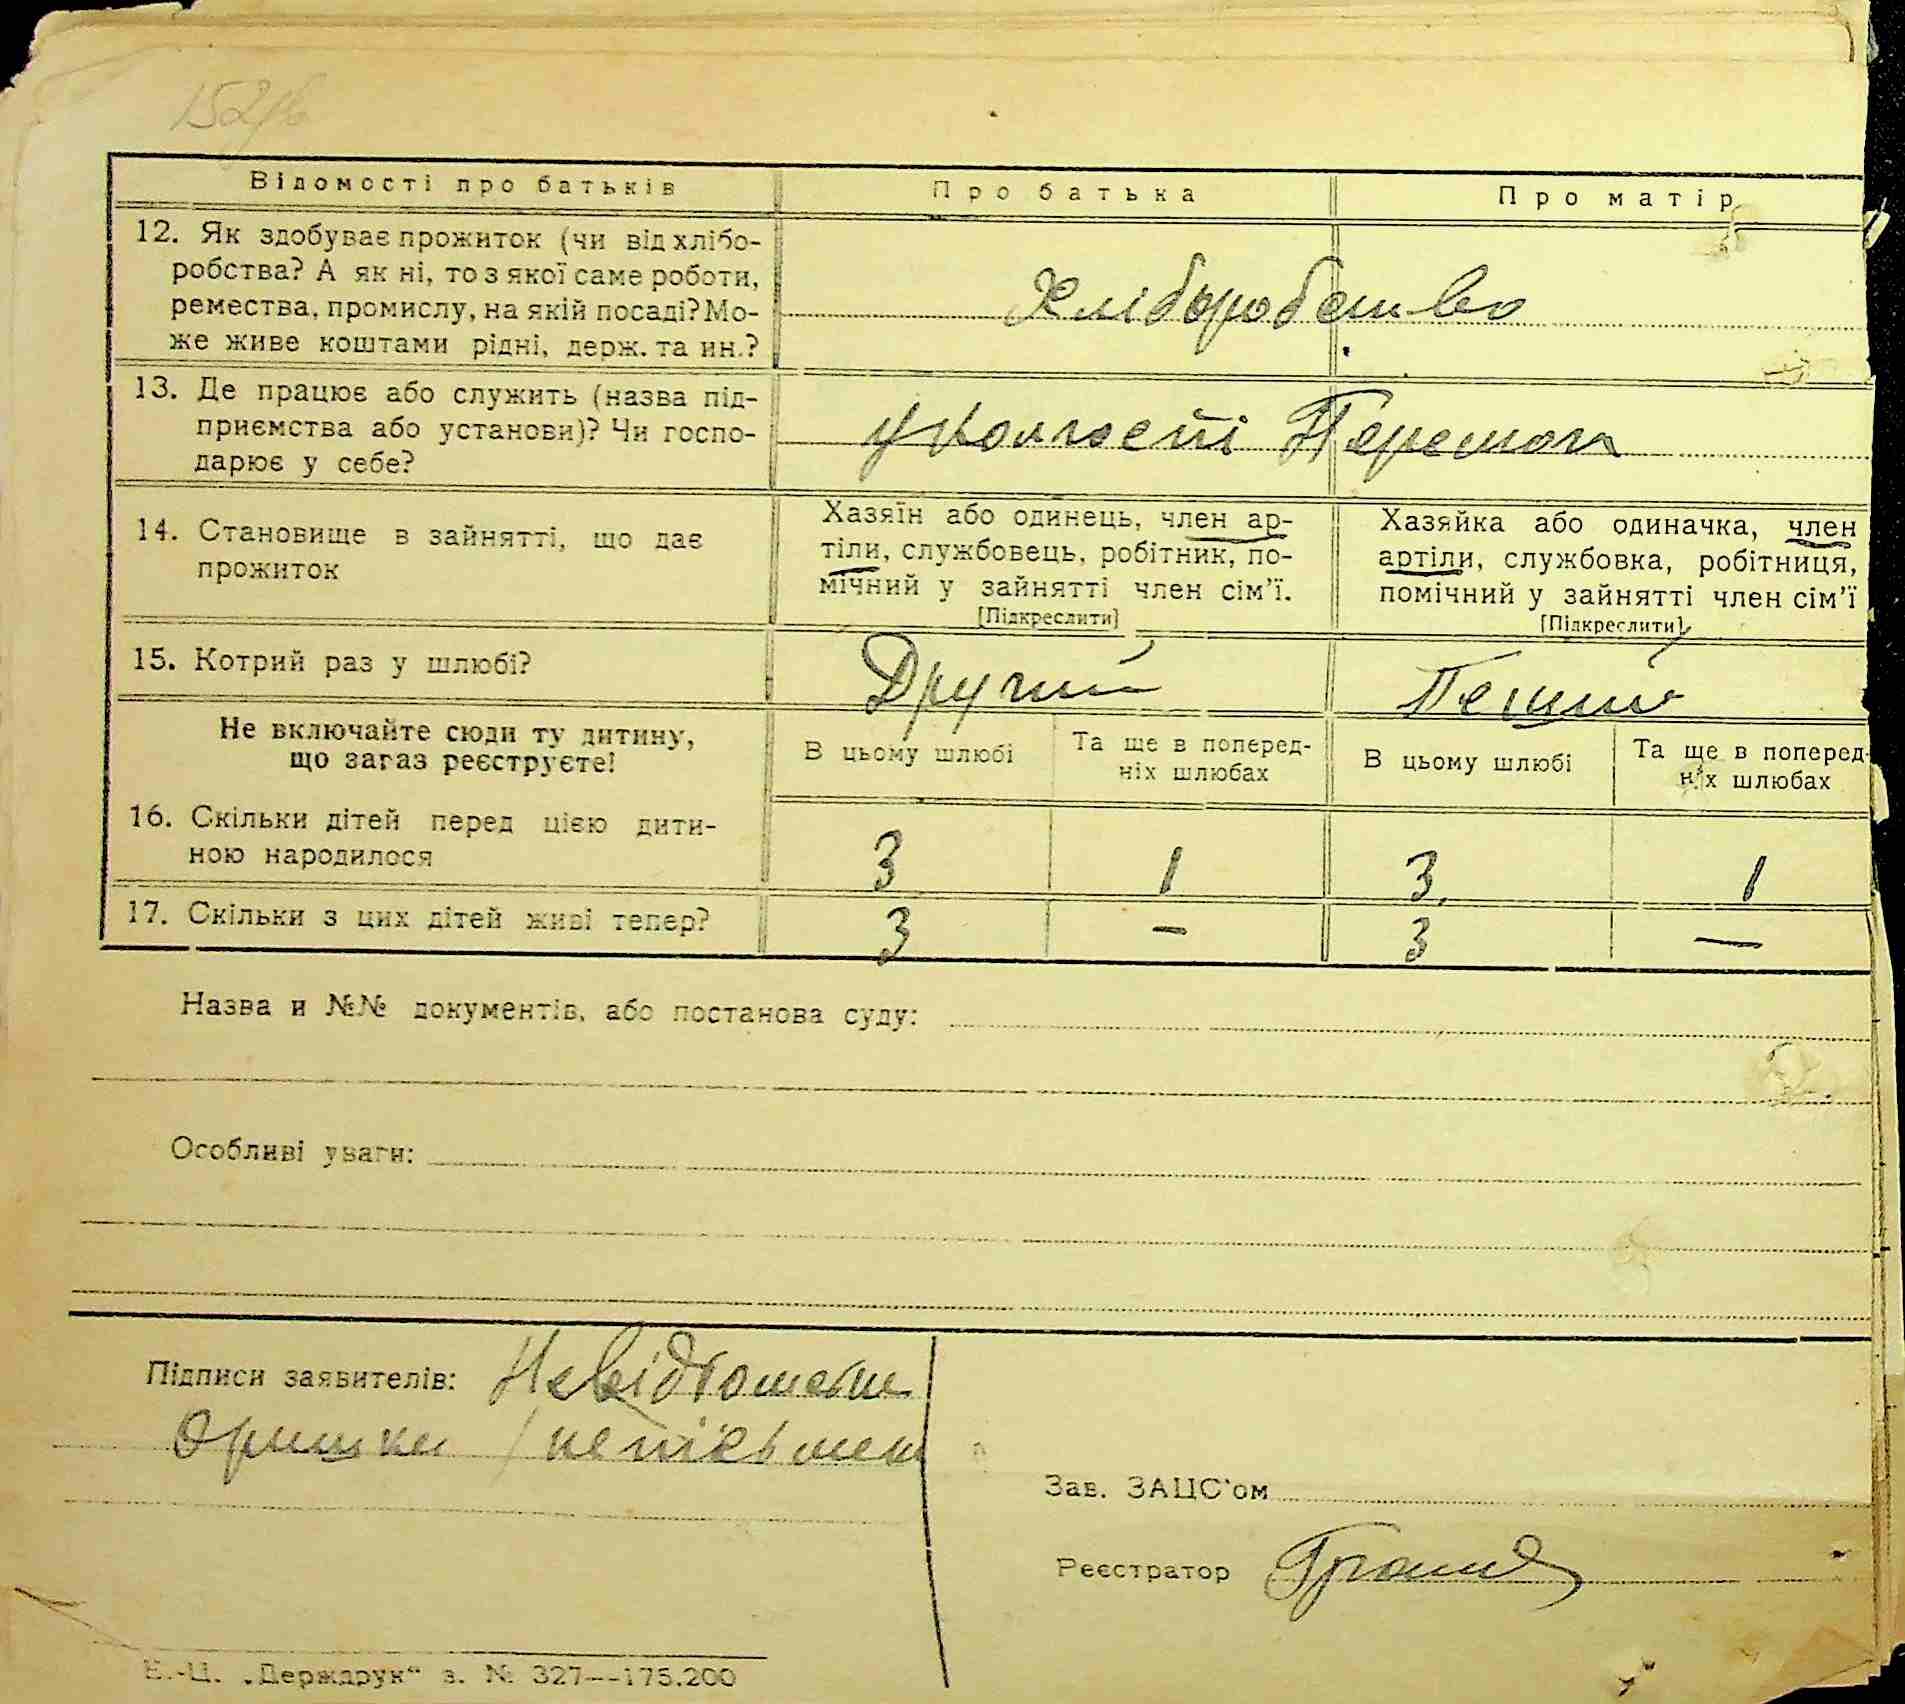 152зв
Відомості про батьків Про батька Про матір
12. Як здобуває прожиток (чи від хлібо-
робства? А як ні, то з якої саме роботи,
ремества, промислу, на якій посаді? Мо-
же живе коштами рідні, держ. та ин.?
Хліборобство
13. Де працює або служить (назва під-
приємства або установи)? Чи госпо-
дарює у себе?
у колгоспі Перемога
14. Становище в зайнятті, що дає
прожиток
Хазяїн або одинець, член ар-
тіли, службовець, робітник, по-
мічний у зайнятті член сім'ї.
[Підкреслити]
Хазяйка або одиначка, член
артіли, службовка, робітниця,
помічний у зайнятті член сім'ї
[Підкреслити]
15. Котрий раз у шлюбі? Другий
Не включайте сюди ту дитину,
що зараз реєструєте!
В цьому шлюбі
Та ще в поперед-
ніх шлюбах
В цьому шлюбі
Та ще в поперед-
ніх шлюбах
16. Скільки дітей перед цією дити-
ною народилося
3 1 3 1
17. Скільки з цих дітей живі тепер? 3 – 3 –
Назва и №№ документів, або постанова суду:
Особливі уваги:
Підписи заявителів:
Зав. ЗАЦС'ом
Реєстратор
Е.-Ц. „Держдрук“ з. № 327--175.200